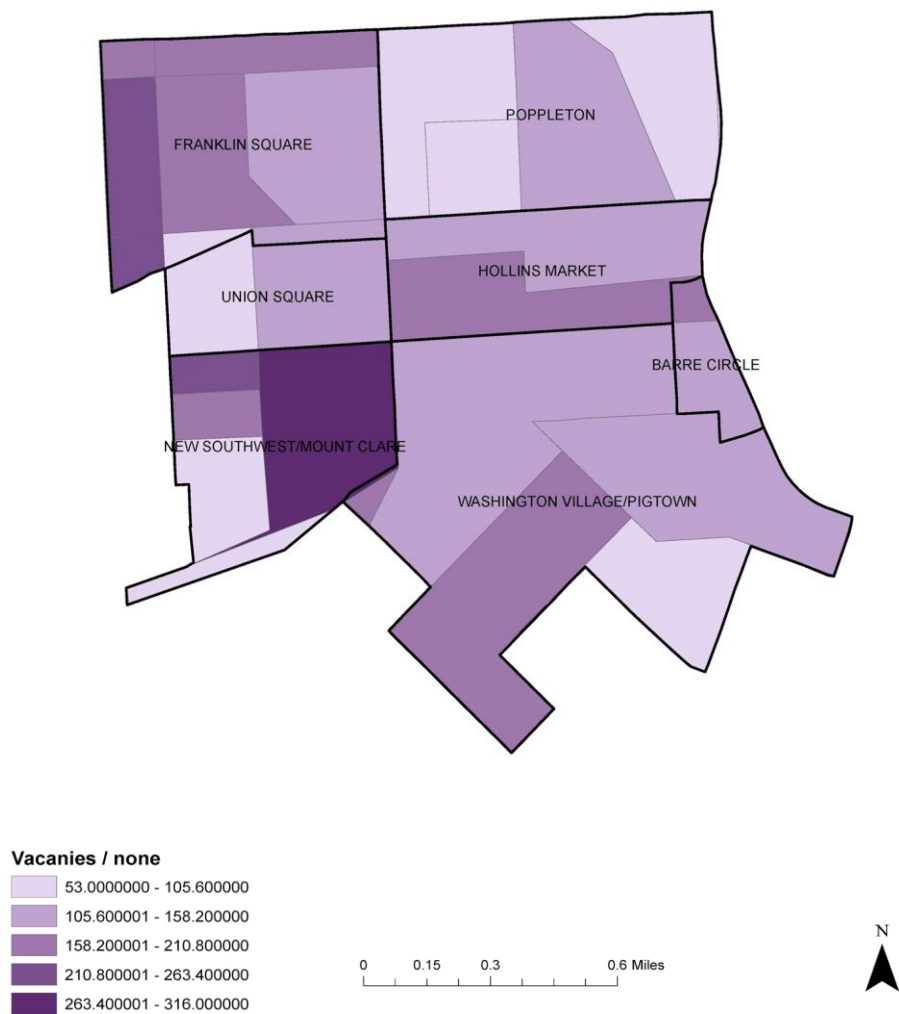 POPPLETON
FRANKLIN SQUARE
HOLLINS MARKET
UNION SQUARE
BARRE CIRCLE
NEW SOUTHWEST/MOUNT CLARE
WASHINGTON VILLAGE/PIGTOWN
Vacanies / none
53.0000000 - 105.600000
105.600001 - 158.200000
158.200001 - 210.800000
210.800001 - 263.400000
263.400001 - 316.000000
0 0.15 0.3 0.6 Miles
N